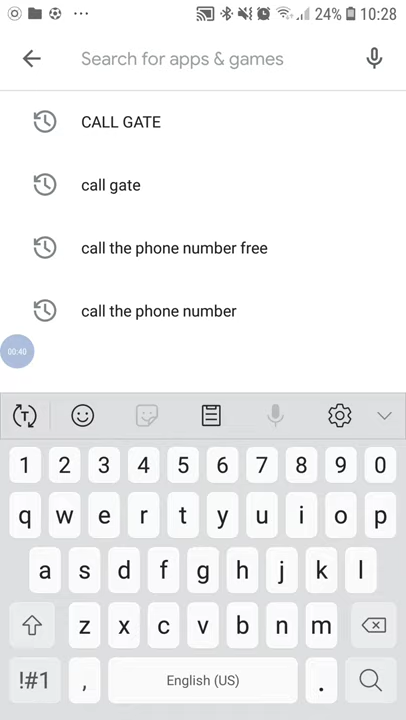 24% 10:28
Search for apps & games
CALL GATE
call gate
call the phone number free
call the phone number
00:40
T
1 2 3 4 5 6 7 8 9 0
q w e r t y u i o p
a s d f g h j k l
z x c v b n m
!#1 , English (US) .